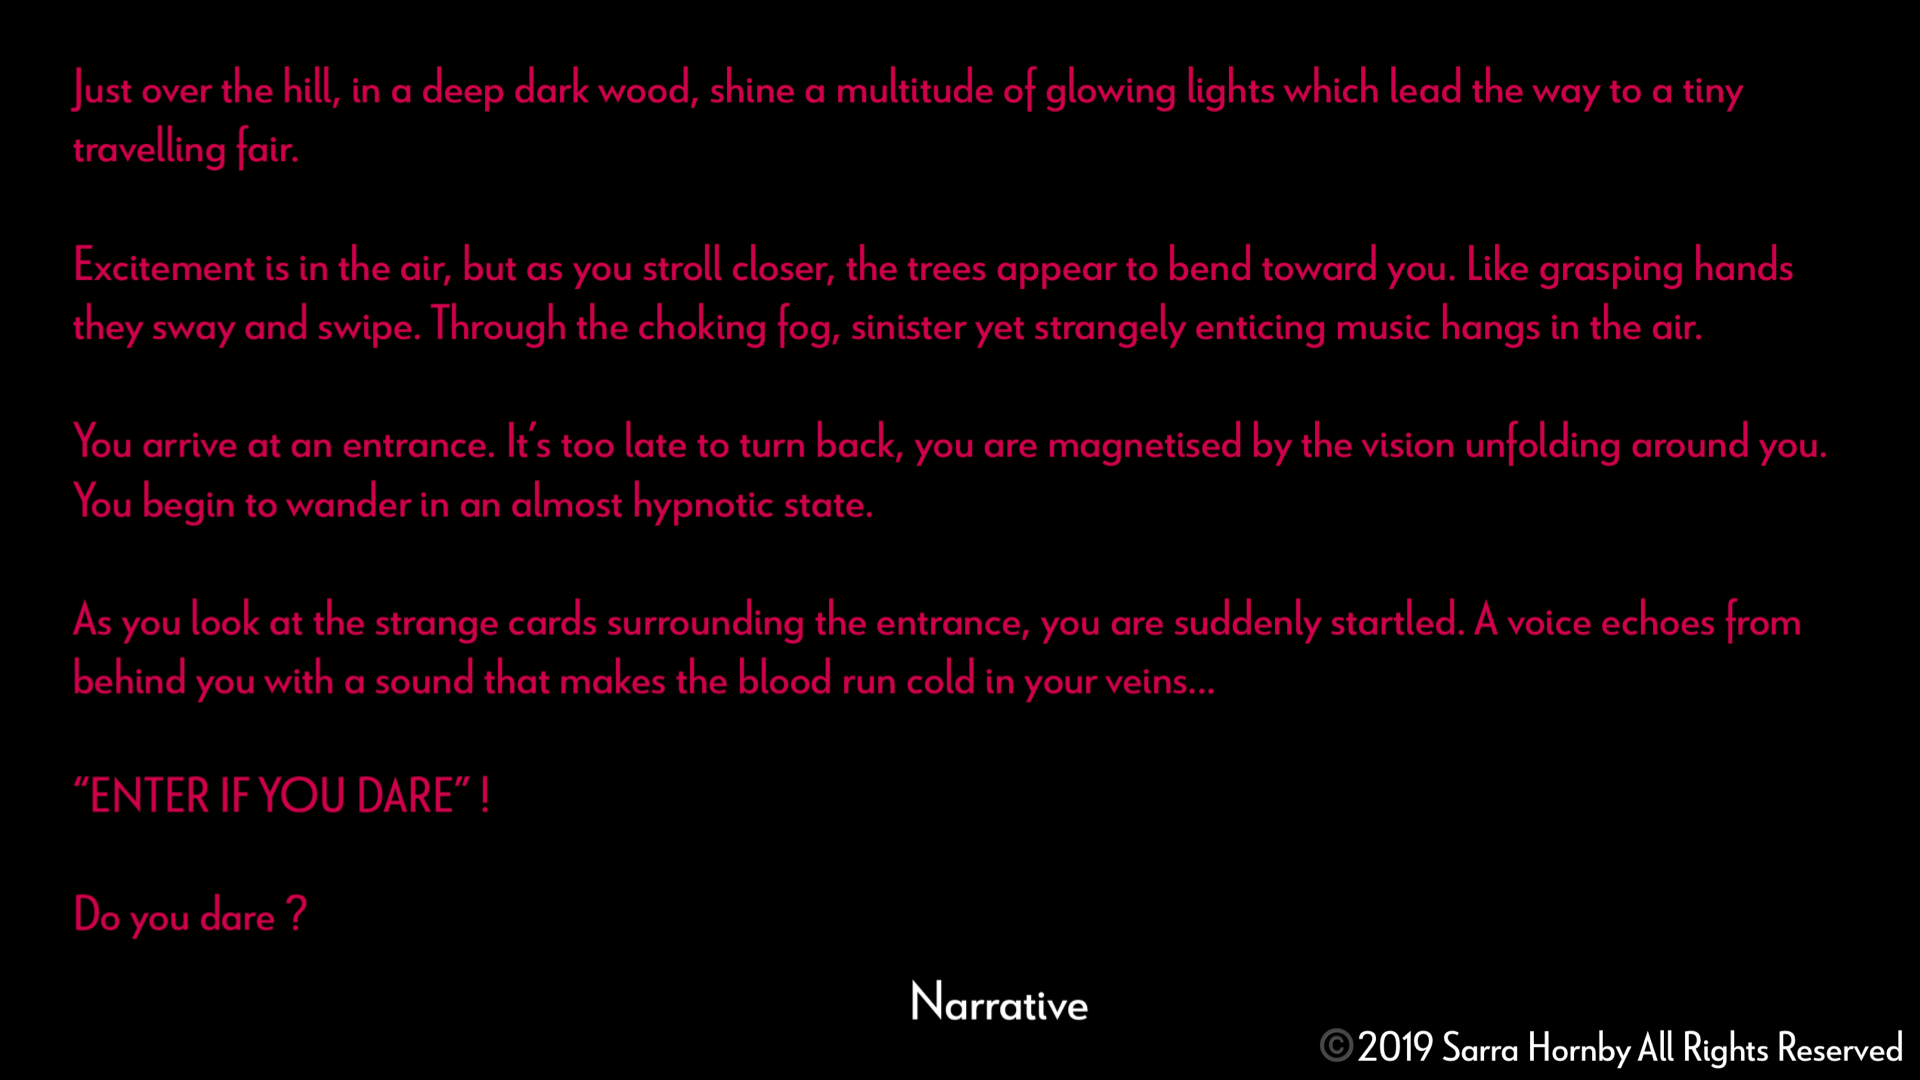 Just over the hill, in a deep dark wood, shine a multitude of glowing lights which lead the way to a tiny
travelling fair.
Excitement is in the air, but as you stroll closer, the trees appear to bend toward you. Like grasping hands
they sway and swipe. Through the choking fog, sinister yet strangely enticing music hangs in the air.
You arrive at an entrance. It’s too late to turn back, you are magnetised by the vision unfolding around you.
You begin to wander in an almost hypnotic state.
As you look at the strange cards surrounding the entrance, you are suddenly startled. A voice echoes from
behind you with a sound that makes the blood run cold in your veins...
“ENTER IF YOU DARE” !
Do you dare ?
Narrative
©2019 Sarra Hornby All Rights Reserved